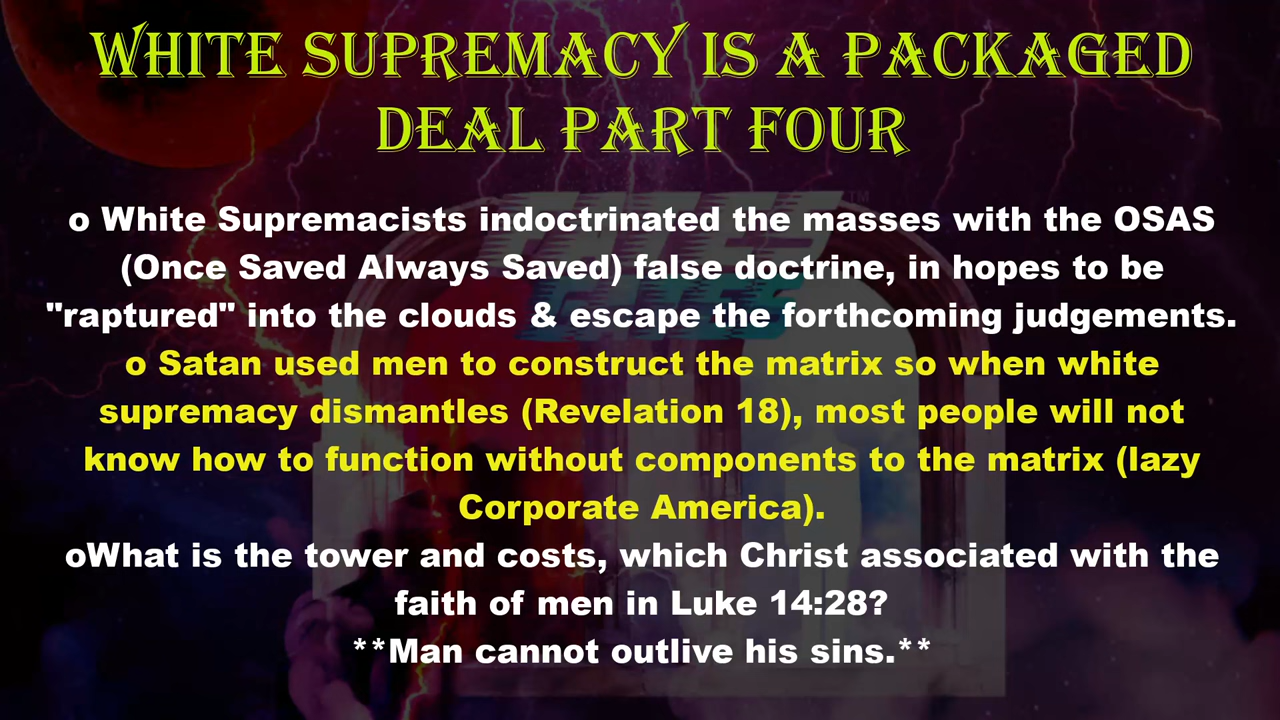 WHITE SUPREMACY IS A PACKAGED
DEAL PART FOUR
o White Supremacists indoctrinated the masses with the OSAS
(Once Saved Always Saved) false doctrine, in hopes to be
"raptured" into the clouds & escape the forthcoming judgements.
o Satan used men to construct the matrix so when white
supremacy dismantles (Revelation 18), most people will not
know how to function without components to the matrix (lazy
Corporate America).
oWhat is the tower and costs, which Christ associated with the
faith of men in Luke 14:28?
**Man cannot outlive his sins.**